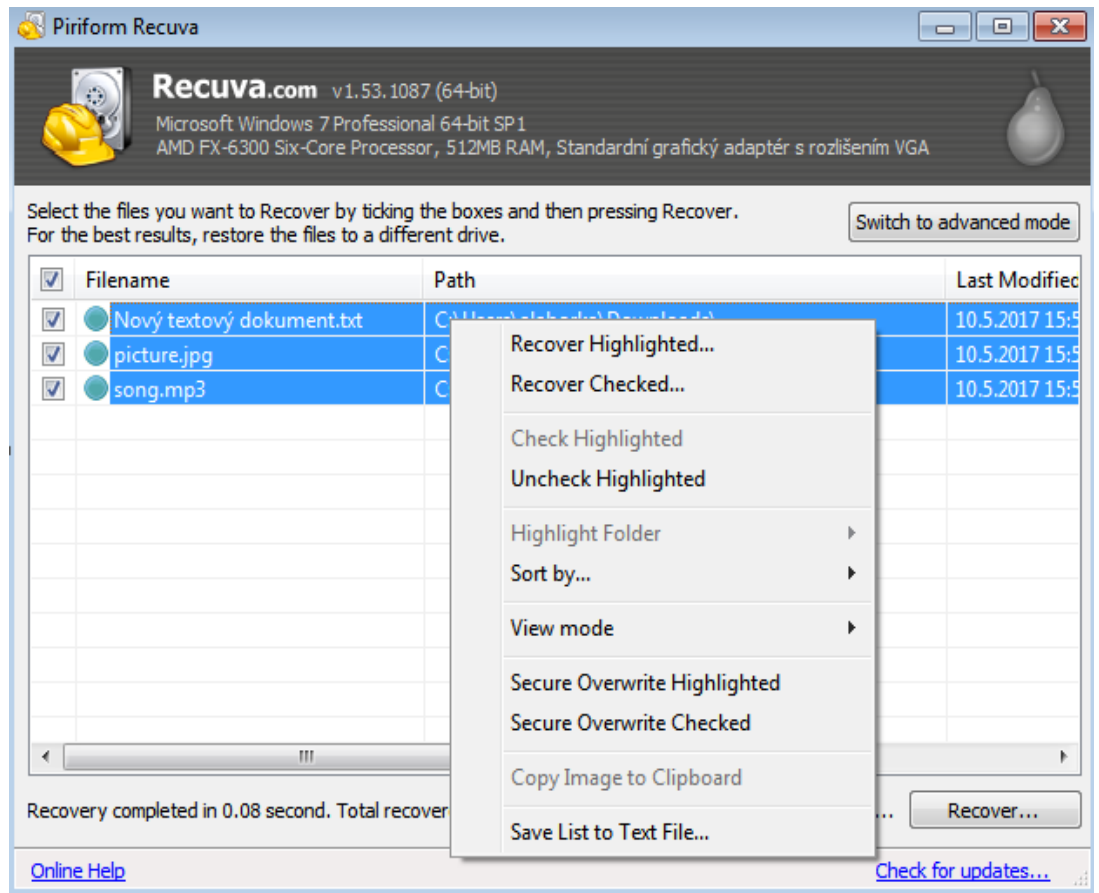 Piriform Recuva
Recuva.com v1.53.1087 (64-bit)
Microsoft Windows 7 Professional 64-bit SP1
AMD FX-6300 Six-Core Processor, 512MB RAM, Standardní grafický adaptér s rozlišením VGA
Select the files you want to Recover by ticking the boxes and then pressing Recover.
For the best results, restore the files to a different drive.
Switch to advanced mode
Filename Path Last Modified
Nový textový dokument.txt 10.5.2017 15:5
picture.jpg 10.5.2017 15:5
song.mp3 10.5.2017 15:5
Recover Highlighted...
Recover Checked...
Check Highlighted
Uncheck Highlighted
Highlight Folder
Sort by...
View mode
Secure Overwrite Highlighted
Secure Overwrite Checked
Copy Image to Clipboard
Save List to Text File...
Recovery completed in 0.08 second. Total recover
... Recover...
Online Help Check for updates...